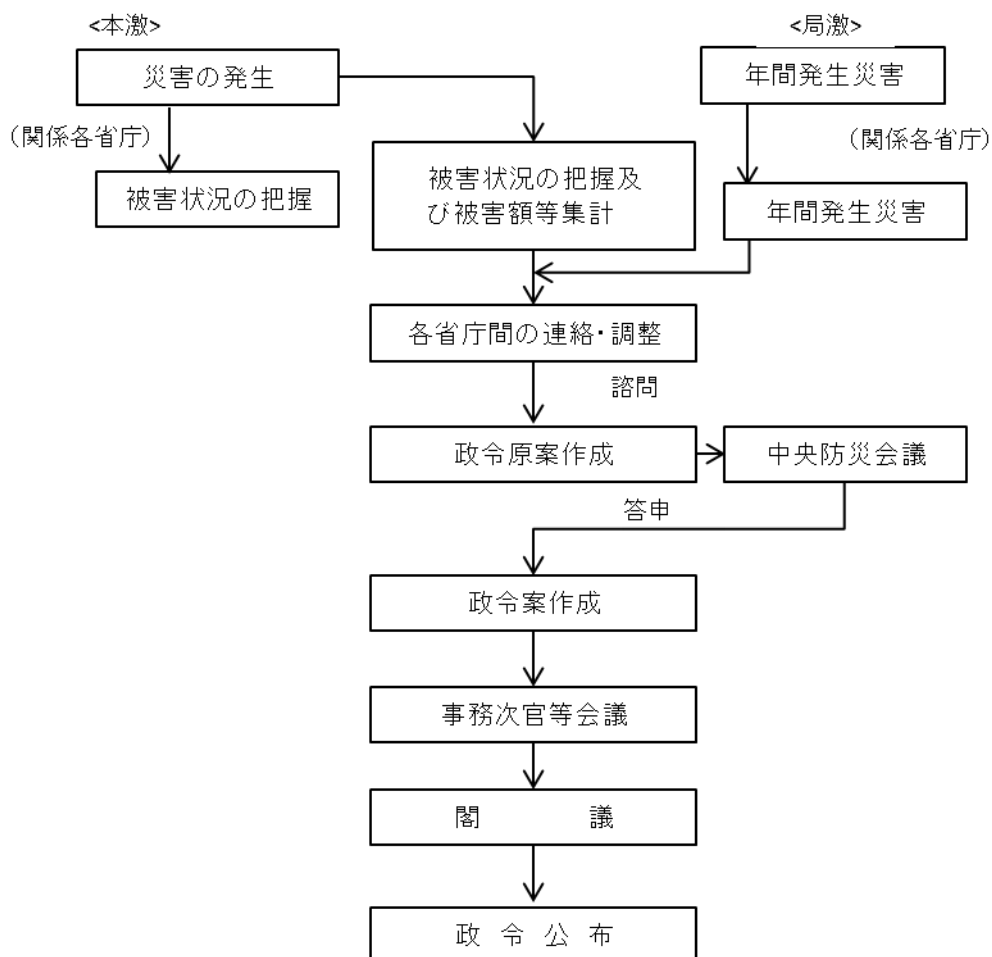 <本激>
<局激>
災害の発生
年間発生災害
(関係各省庁)
(関係各省庁)
被害状況の把握
被害状況の把握及
び被害額等集計
年間発生災害
各省庁間の連絡・調整
諮問
政令原案作成
中央防災会議
答申
政令案作成
事務次官等会議
閣 議
政 令 公 布